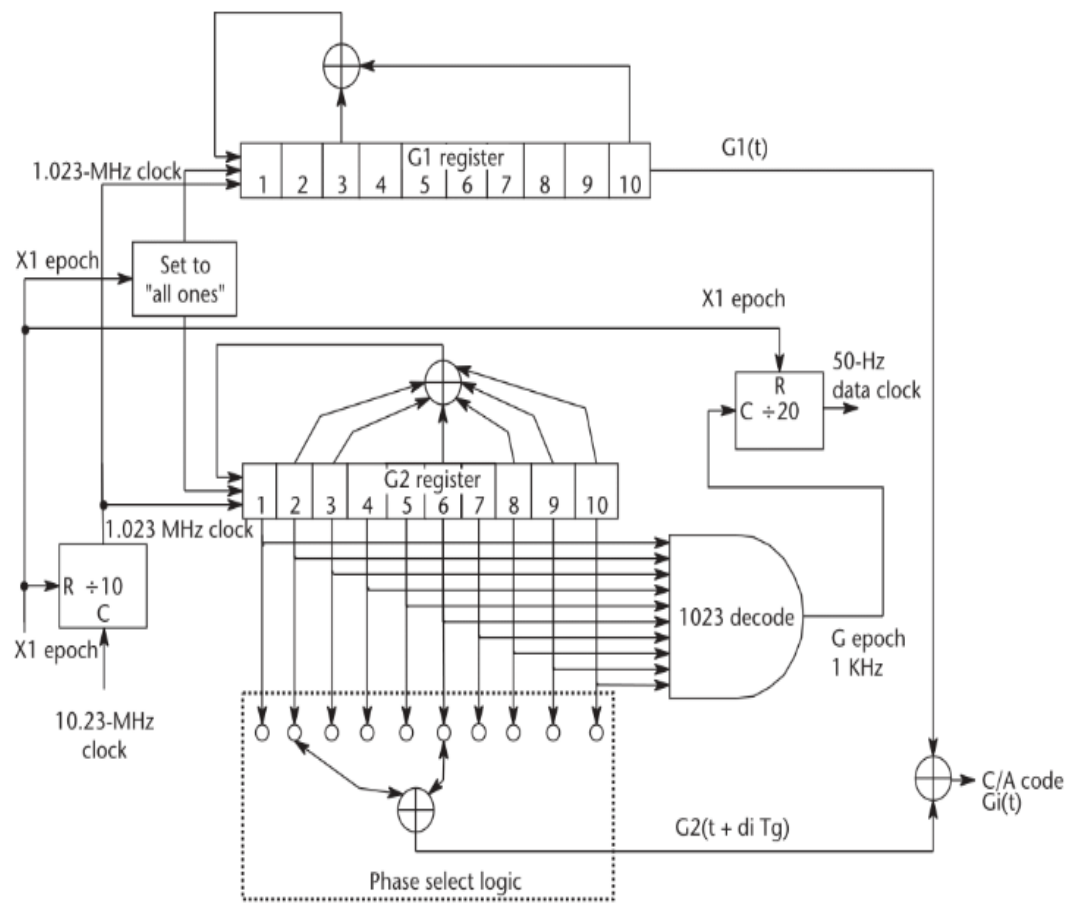 G1 register
1 2 3 4 5 6 7 8 9 10
G1(t)
1.023-MHz clock
X1 epoch
Set to
"all ones"
X1 epoch
50-Hz
data clock
R
C ÷20
G2 register
1 2 3 4 5 6 7 8 9 10
1.023 MHz clock
R ÷10
C
X1 epoch
10.23-MHz
clock
1023 decode
G epoch
1 KHz
C/A code
Gi(t)
G2(t + di Tg)
Phase select logic